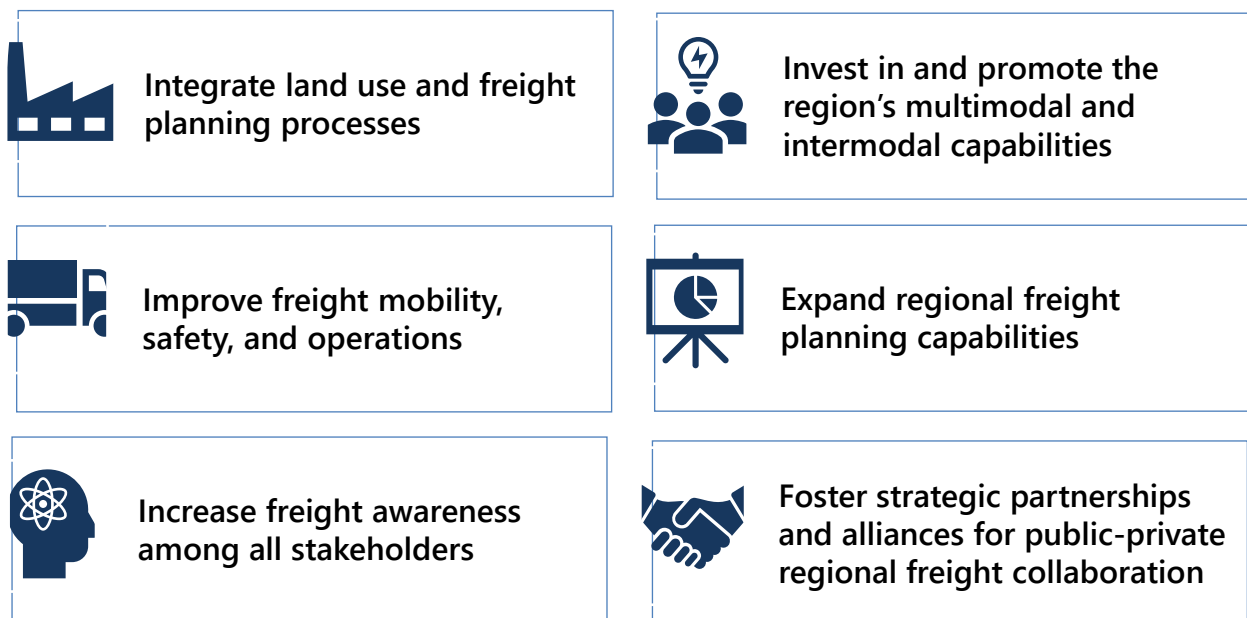 Integrate land use and freight
planning processes
Invest in and promote the
region’s multimodal and
intermodal capabilities
Improve freight mobility,
safety, and operations
Expand regional freight
planning capabilities
Increase freight awareness
among all stakeholders
Foster strategic partnerships
and alliances for public-private
regional freight collaboration